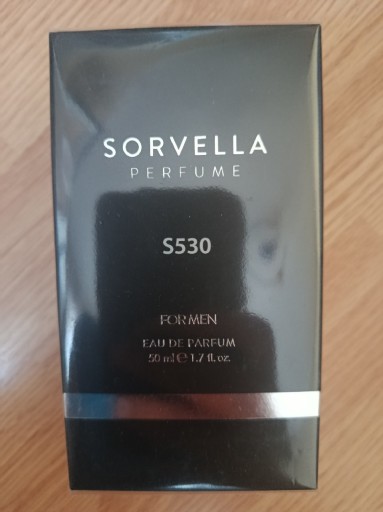 SORVELLA
PERFUME
S530
FOR MEN
EAU DE PARFUM
50 ml ℮ 1.7 fl. oz.